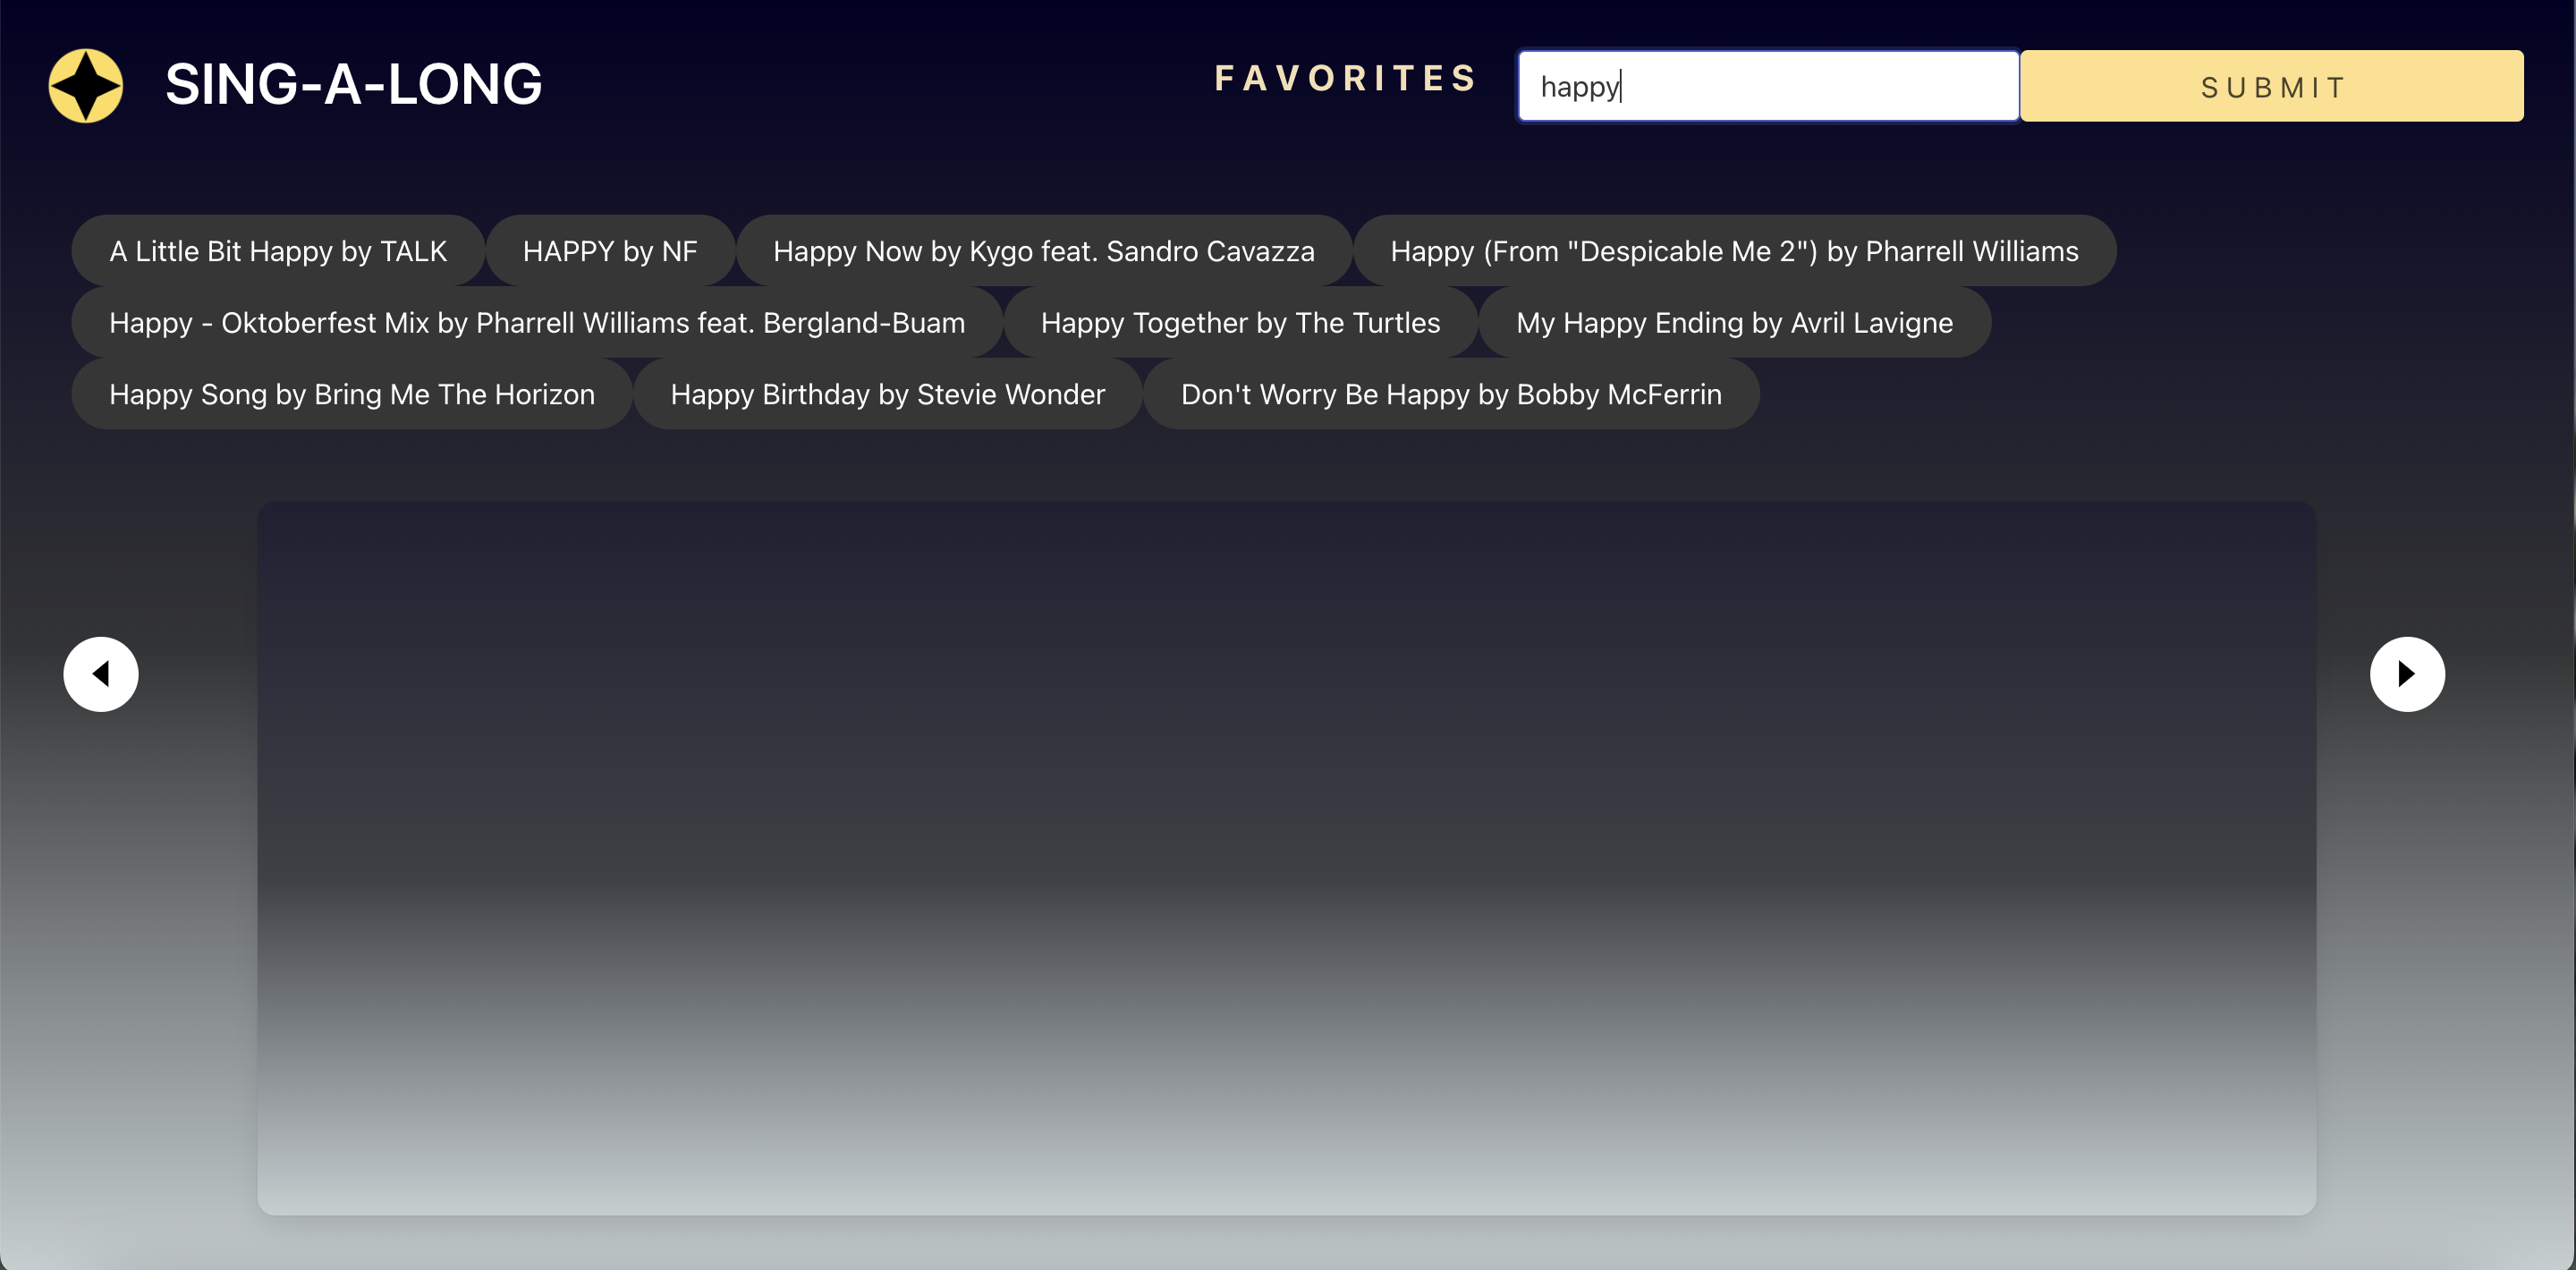 SING-A-LONG FAVORITES happy SUBMIT
A Little Bit Happy by TALK HAPPY by NF Happy Now by Kygo feat. Sandro Cavazza Happy (From "Despicable Me 2") by Pharrell Williams
Happy - Oktoberfest Mix by Pharrell Williams feat. Bergland-Buam Happy Together by The Turtles My Happy Ending by Avril Lavigne
Happy Song by Bring Me The Horizon Happy Birthday by Stevie Wonder Don't Worry Be Happy by Bobby McFerrin